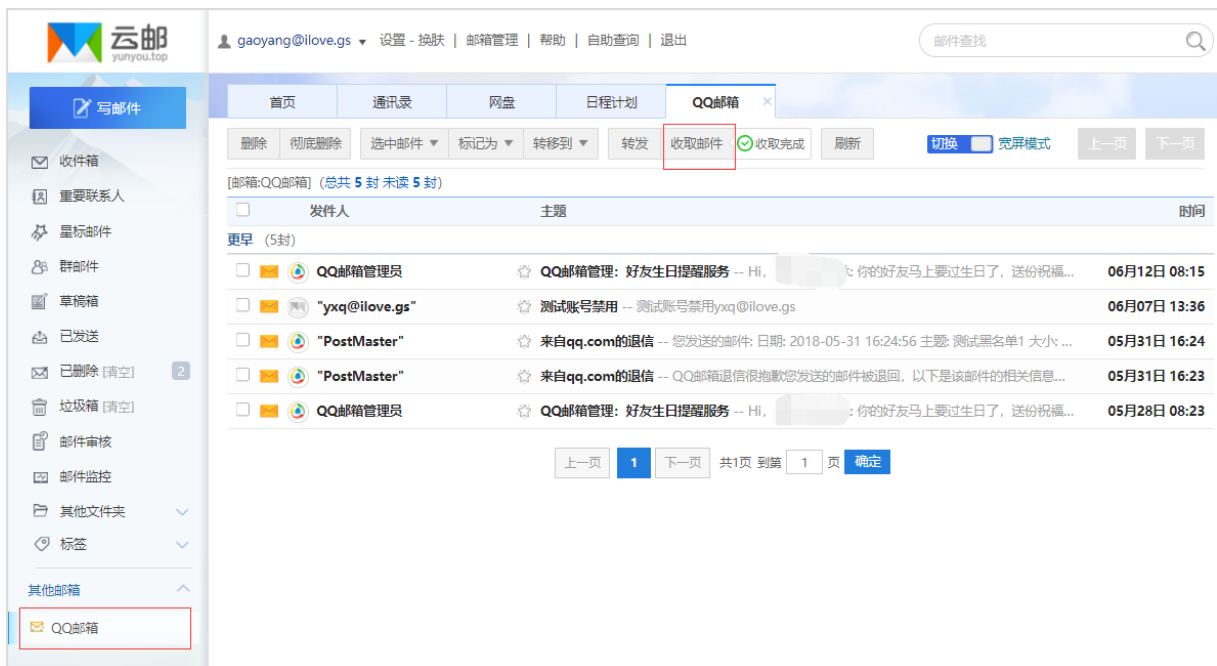 云邮
yunyou.top
gaoyang@ilove.gs 设置 - 换肤 | 邮箱管理 | 帮助 | 自助查询 | 退出
邮件查找
写邮件
收件箱
重要联系人
星标邮件
群邮件
草稿箱
已发送
已删除 [清空] 2
垃圾箱 [清空]
邮件审核
邮件监控
其他文件夹
标签
其他邮箱
QQ邮箱
首页 通讯录 网盘 日程计划 QQ邮箱 ×
删除 彻底删除 选中邮件 标记为 转移到 转发 收取邮件 收取完成 刷新 切换 宽屏模式 上一页 下一页
[邮箱:QQ邮箱] (总共 5 封 未读 5 封)
发件人 主题 时间
更早 (5封)
QQ邮箱管理员 QQ邮箱管理：好友生日提醒服务 -- Hi, : 你的好友马上要过生日了，送份祝福... 06月12日 08:15
"yxq@ilove.gs" 测试账号禁用 -- 测试账号禁用yxq@ilove.gs 06月07日 13:36
"PostMaster" 来自qq.com的退信 -- 您发送的邮件: 日期: 2018-05-31 16:24:56 主题: 测试黑名单1 大小: ... 05月31日 16:24
"PostMaster" 来自qq.com的退信 -- QQ邮箱退信很抱歉您发送的邮件被退回，以下是该邮件的相关信息... 05月31日 16:23
QQ邮箱管理员 QQ邮箱管理：好友生日提醒服务 -- Hi, : 你的好友马上要过生日了，送份祝福... 05月28日 08:23
上一页 1 下一页 共1页 到第 1 页 确定